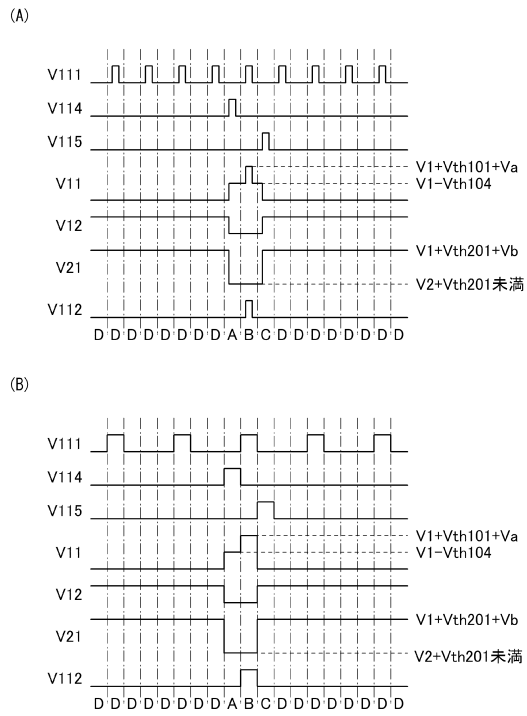 (A)
V111
V114
V115
V1+Vth101+Va
V11
V1−Vth104
V12
V1+Vth201+Vb
V21
V2+Vth201未満
V112
D D D D D D D D A B C D D D D D D D D
(B)
V111
V114
V115
V1+Vth101+Va
V11
V1−Vth104
V12
V1+Vth201+Vb
V21
V2+Vth201未満
V112
D D D D D D D D A B C D D D D D D D D